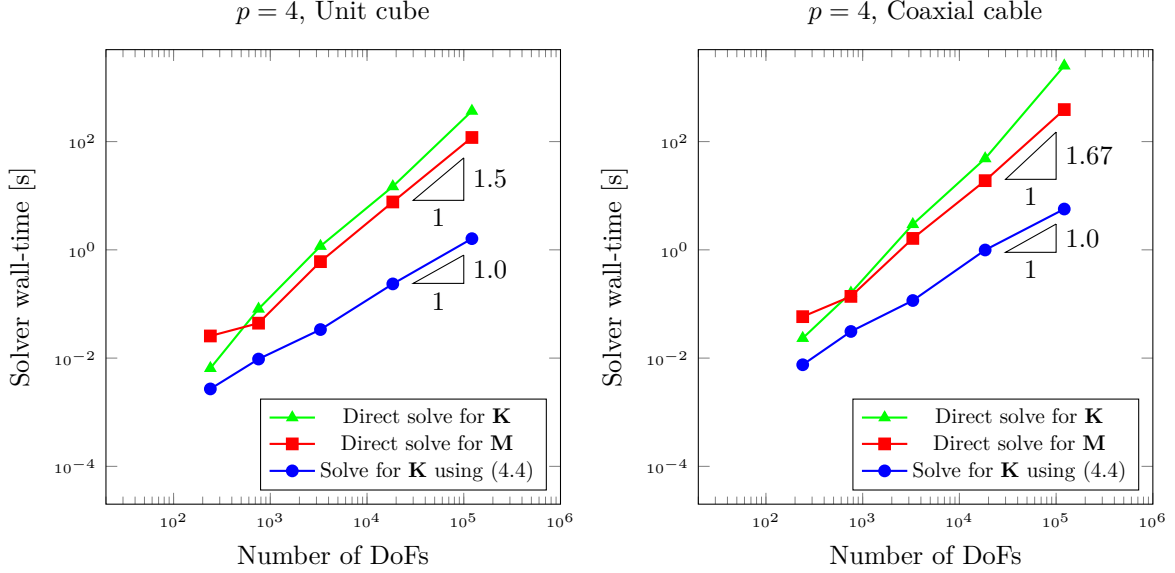 p = 4, Unit cube
Solver wall-time [s]
10^2
10^0
10^−2
10^−4
1.5
1
1.0
1
Direct solve for K
Direct solve for M
Solve for K using (4.4)
10^2 10^3 10^4 10^5 10^6
Number of DoFs
p = 4, Coaxial cable
Solver wall-time [s]
10^2
10^0
10^−2
10^−4
1.67
1
1.0
1
Direct solve for K
Direct solve for M
Solve for K using (4.4)
10^2 10^3 10^4 10^5 10^6
Number of DoFs